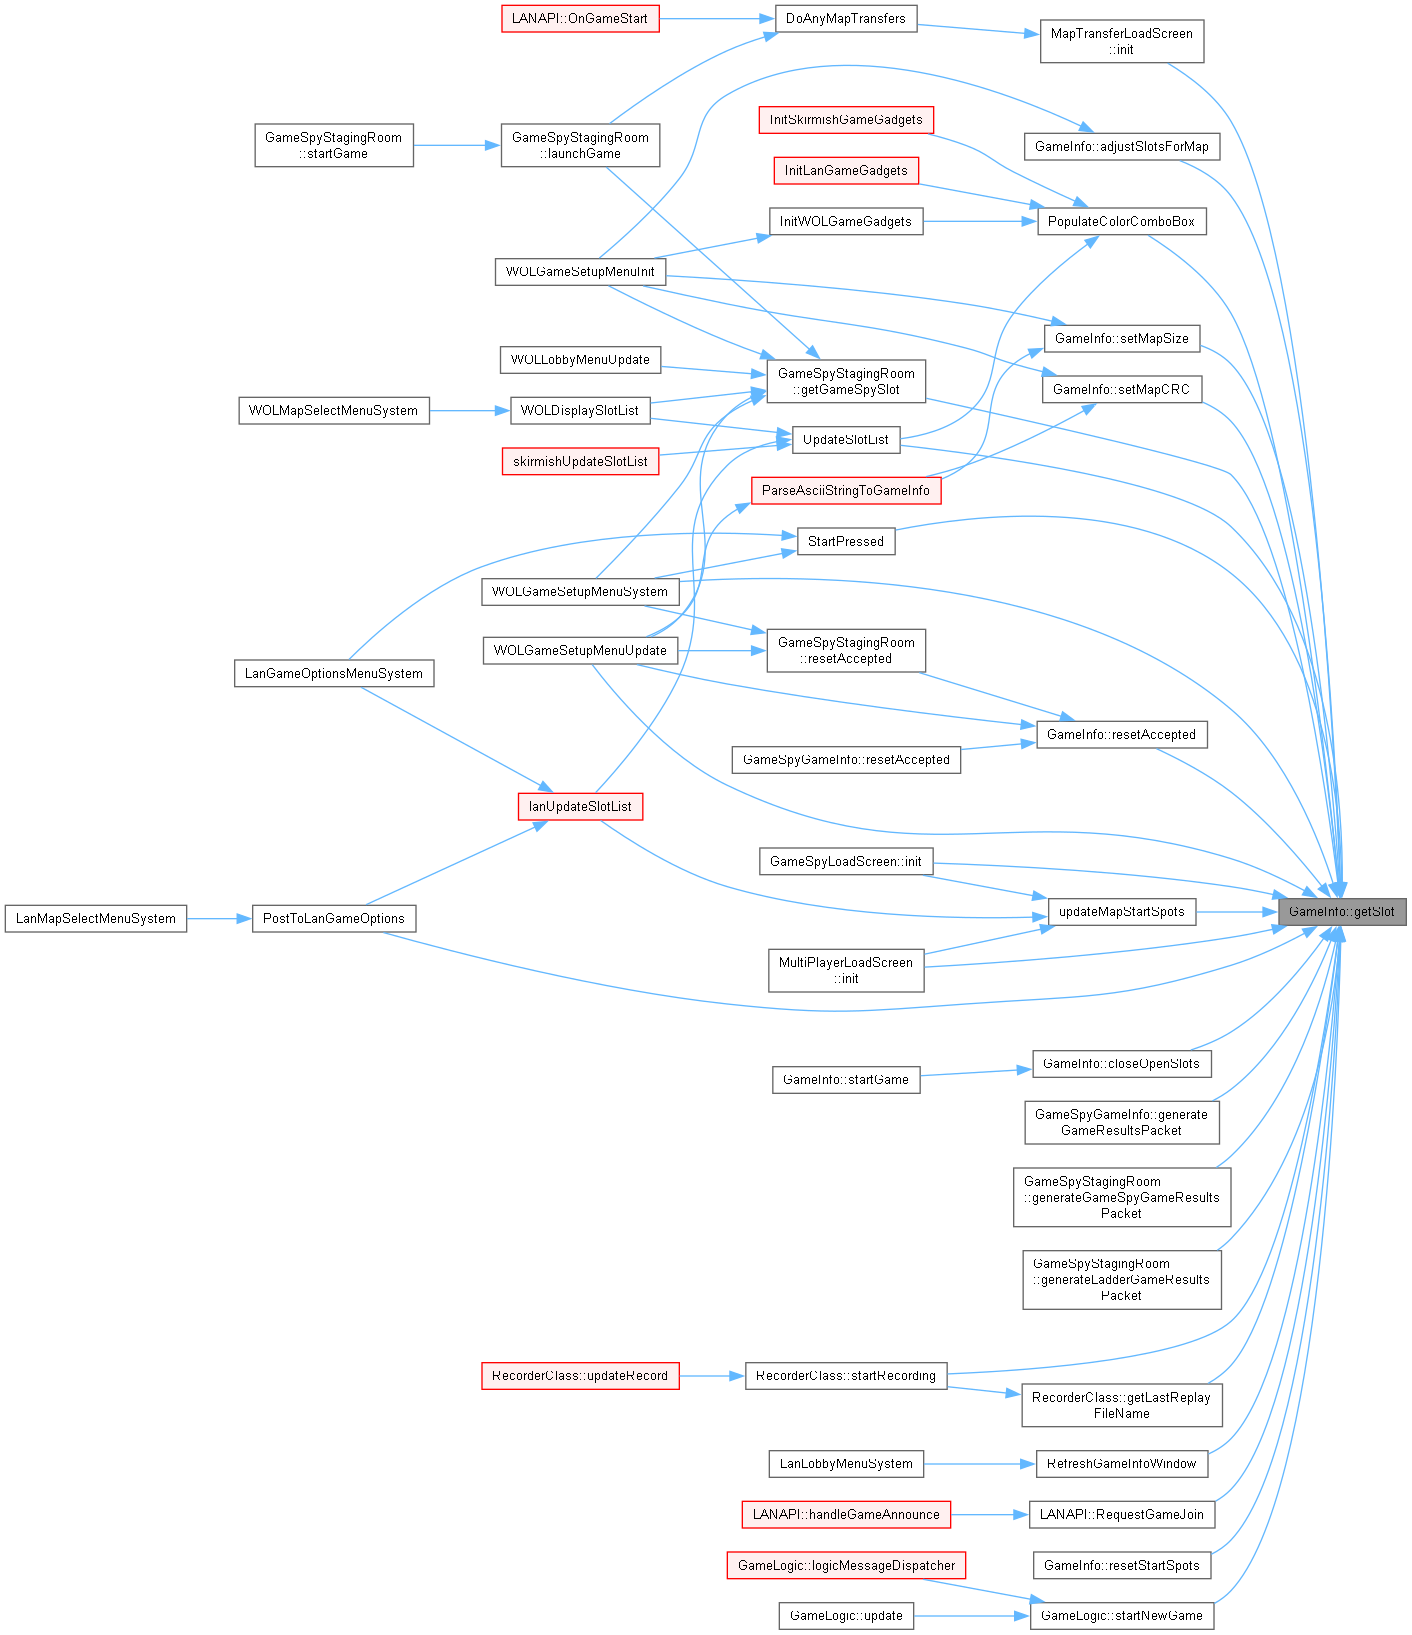 LANAPI::OnGameStart
DoAnyMapTransfers
MapTransferLoadScreen
::init
InitSkirmishGameGadgets
GameSpyStagingRoom
::startGame
GameSpyStagingRoom
::launchGame
GameInfo::adjustSlotsForMap
InitLanGameGadgets
InitWOLGameGadgets
PopulateColorComboBox
WOLGameSetupMenuInit
GameInfo::setMapSize
WOLLobbyMenuUpdate
GameSpyStagingRoom
::getGameSpySlot
GameInfo::setMapCRC
WOLMapSelectMenuSystem
WOLDisplaySlotList
UpdateSlotList
skirmishUpdateSlotList
ParseAsciiStringToGameInfo
StartPressed
WOLGameSetupMenuSystem
WOLGameSetupMenuUpdate
GameSpyStagingRoom
::resetAccepted
LanGameOptionsMenuSystem
GameInfo::resetAccepted
GameSpyGameInfo::resetAccepted
lanUpdateSlotList
GameSpyLoadScreen::init
LanMapSelectMenuSystem
PostToLanGameOptions
updateMapStartSpots
GameInfo::getSlot
MultiPlayerLoadScreen
::init
GameInfo::closeOpenSlots
GameInfo::startGame
GameSpyGameInfo::generate
GameResultsPacket
GameSpyStagingRoom
::generateGameSpyGameResults
Packet
GameSpyStagingRoom
::generateLadderGameResults
Packet
RecorderClass::updateRecord
RecorderClass::startRecording
RecorderClass::getLastReplay
FileName
LanLobbyMenuSystem
RefreshGameInfoWindow
LANAPI::handleGameAnnounce
LANAPI::RequestGameJoin
GameLogic::logicMessageDispatcher
GameInfo::resetStartSpots
GameLogic::update
GameLogic::startNewGame